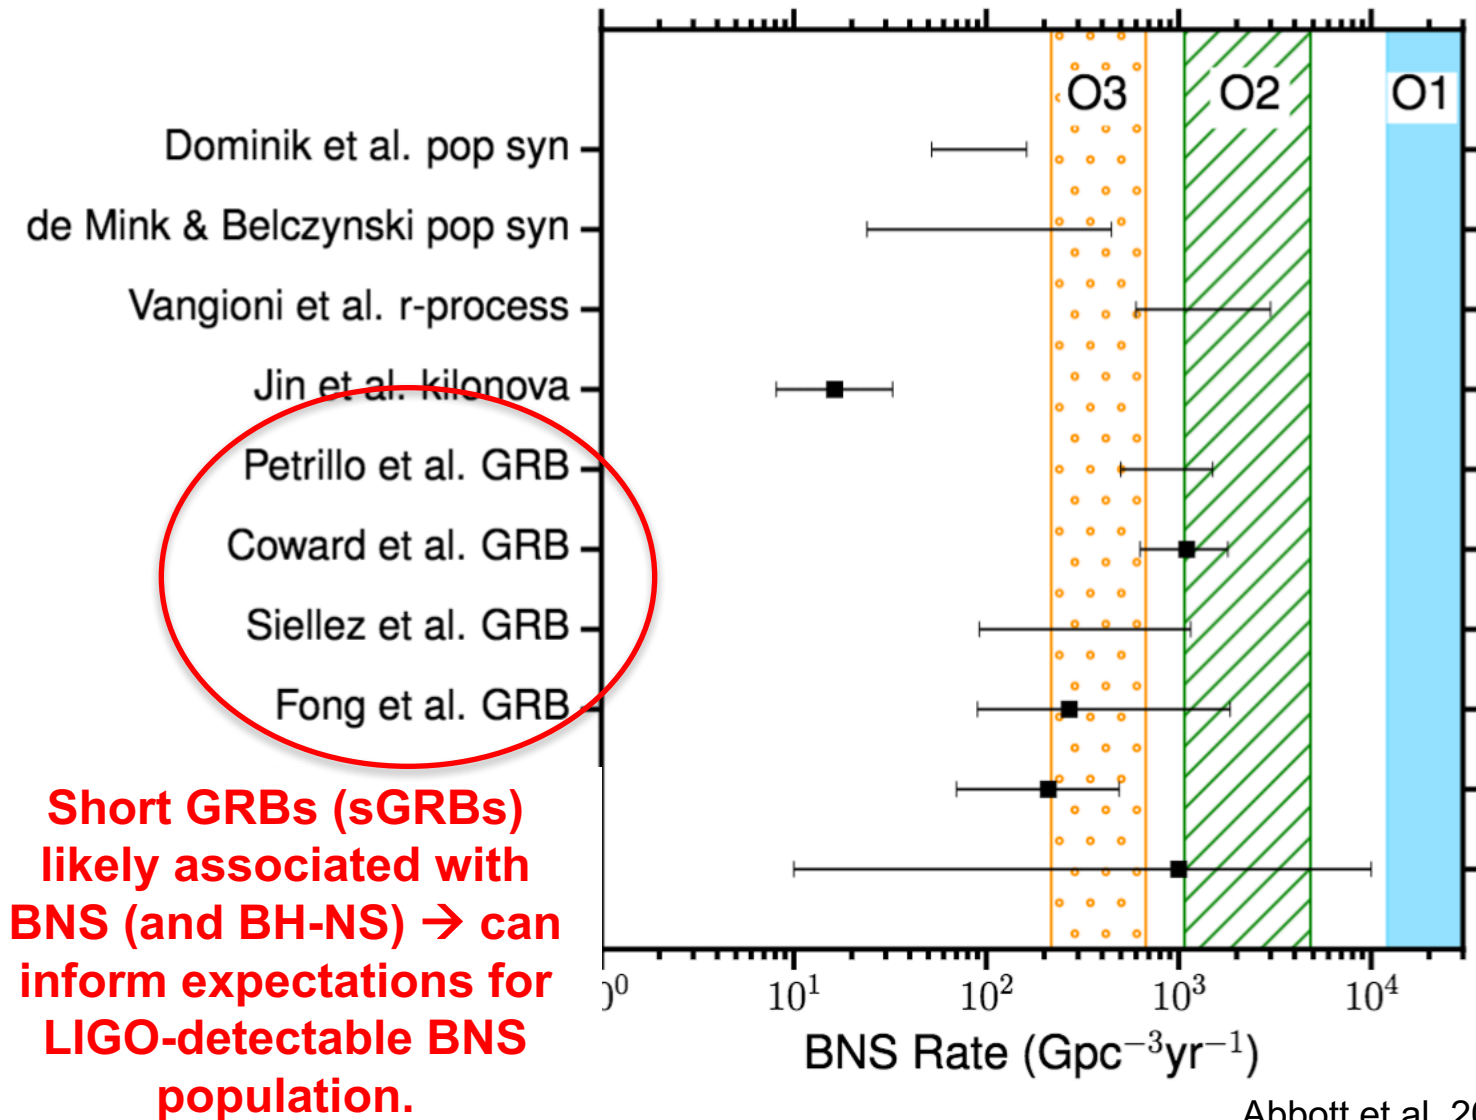 O3
O2
O1
Dominik et al. pop syn
de Mink & Belczynski pop syn
Vangioni et al. r-process
Jin et al. kilonova
Petrillo et al. GRB
Coward et al. GRB
Siellez et al. GRB
Fong et al. GRB
Short GRBs (sGRBs)
likely associated with
BNS (and BH-NS) → can
inform expectations for
LIGO-detectable BNS
population.
10¹ 10² 10³ 10⁴
BNS Rate (Gpc⁻³yr⁻¹)
Abbott et al.